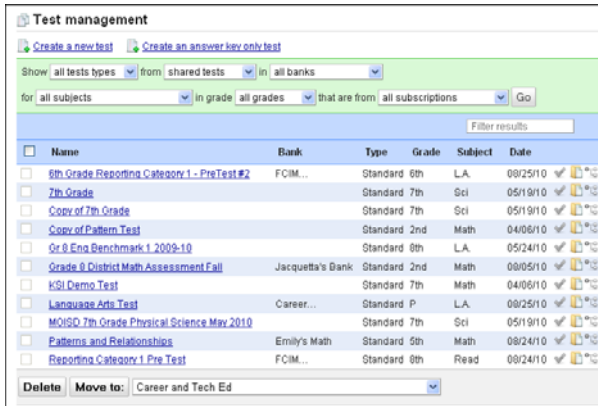 Test management
Create a new test Create an answer key only test
Show all tests types from shared tests in all banks
for all subjects in grade all grades that are from all subscriptions Go
Filter results
Name Bank Type Grade Subject Date
6th Grade Reporting Category 1 - PreTest #2 FCIM... Standard 6th L.A. 08/25/10
7th Grade Standard 7th Sci 05/19/10
Copy of 7th Grade Standard 7th Sci 05/19/10
Copy of Pattern Test Standard 2nd Math 04/06/10
Gr 8 Eng Benchmark 1 2009-10 Standard 8th L.A. 05/24/10
Grade 8 District Math Assessment Fall Jacquetta's Bank Standard 2nd Math 08/05/10
KSI Demo Test Standard 7th Math 04/06/10
Language Arts Test Career... Standard P L.A. 08/25/10
MOISD 7th Grade Physical Science May 2010 Standard 7th Sci 05/19/10
Patterns and Relationships Emily's Math Standard 5th Math 08/24/10
Reporting Category 1 Pre Test FCIM... Standard 8th Read 08/24/10
Delete Move to: Career and Tech Ed